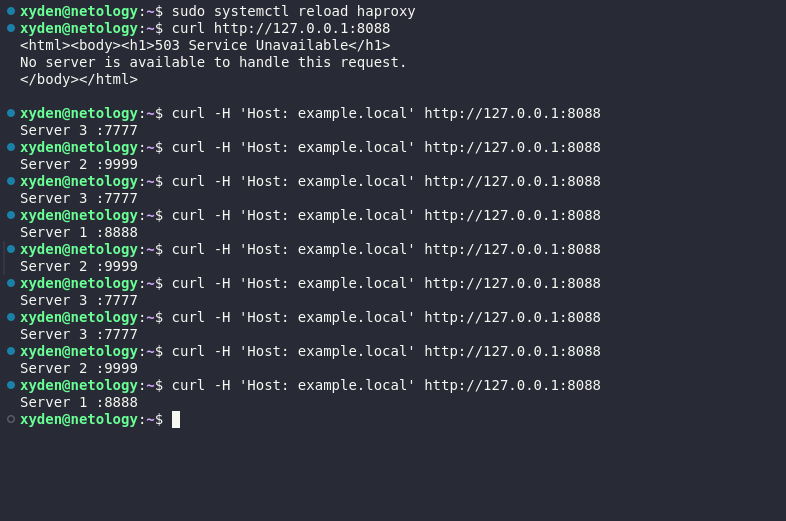 xyden@netology:~$ sudo systemctl reload haproxy
xyden@netology:~$ curl http://127.0.0.1:8088
<html><body><h1>503 Service Unavailable</h1>
No server is available to handle this request.
</body></html>

xyden@netology:~$ curl -H 'Host: example.local' http://127.0.0.1:8088
Server 3 :7777
xyden@netology:~$ curl -H 'Host: example.local' http://127.0.0.1:8088
Server 2 :9999
xyden@netology:~$ curl -H 'Host: example.local' http://127.0.0.1:8088
Server 3 :7777
xyden@netology:~$ curl -H 'Host: example.local' http://127.0.0.1:8088
Server 1 :8888
xyden@netology:~$ curl -H 'Host: example.local' http://127.0.0.1:8088
Server 2 :9999
xyden@netology:~$ curl -H 'Host: example.local' http://127.0.0.1:8088
Server 3 :7777
xyden@netology:~$ curl -H 'Host: example.local' http://127.0.0.1:8088
Server 3 :7777
xyden@netology:~$ curl -H 'Host: example.local' http://127.0.0.1:8088
Server 2 :9999
xyden@netology:~$ curl -H 'Host: example.local' http://127.0.0.1:8088
Server 1 :8888
xyden@netology:~$